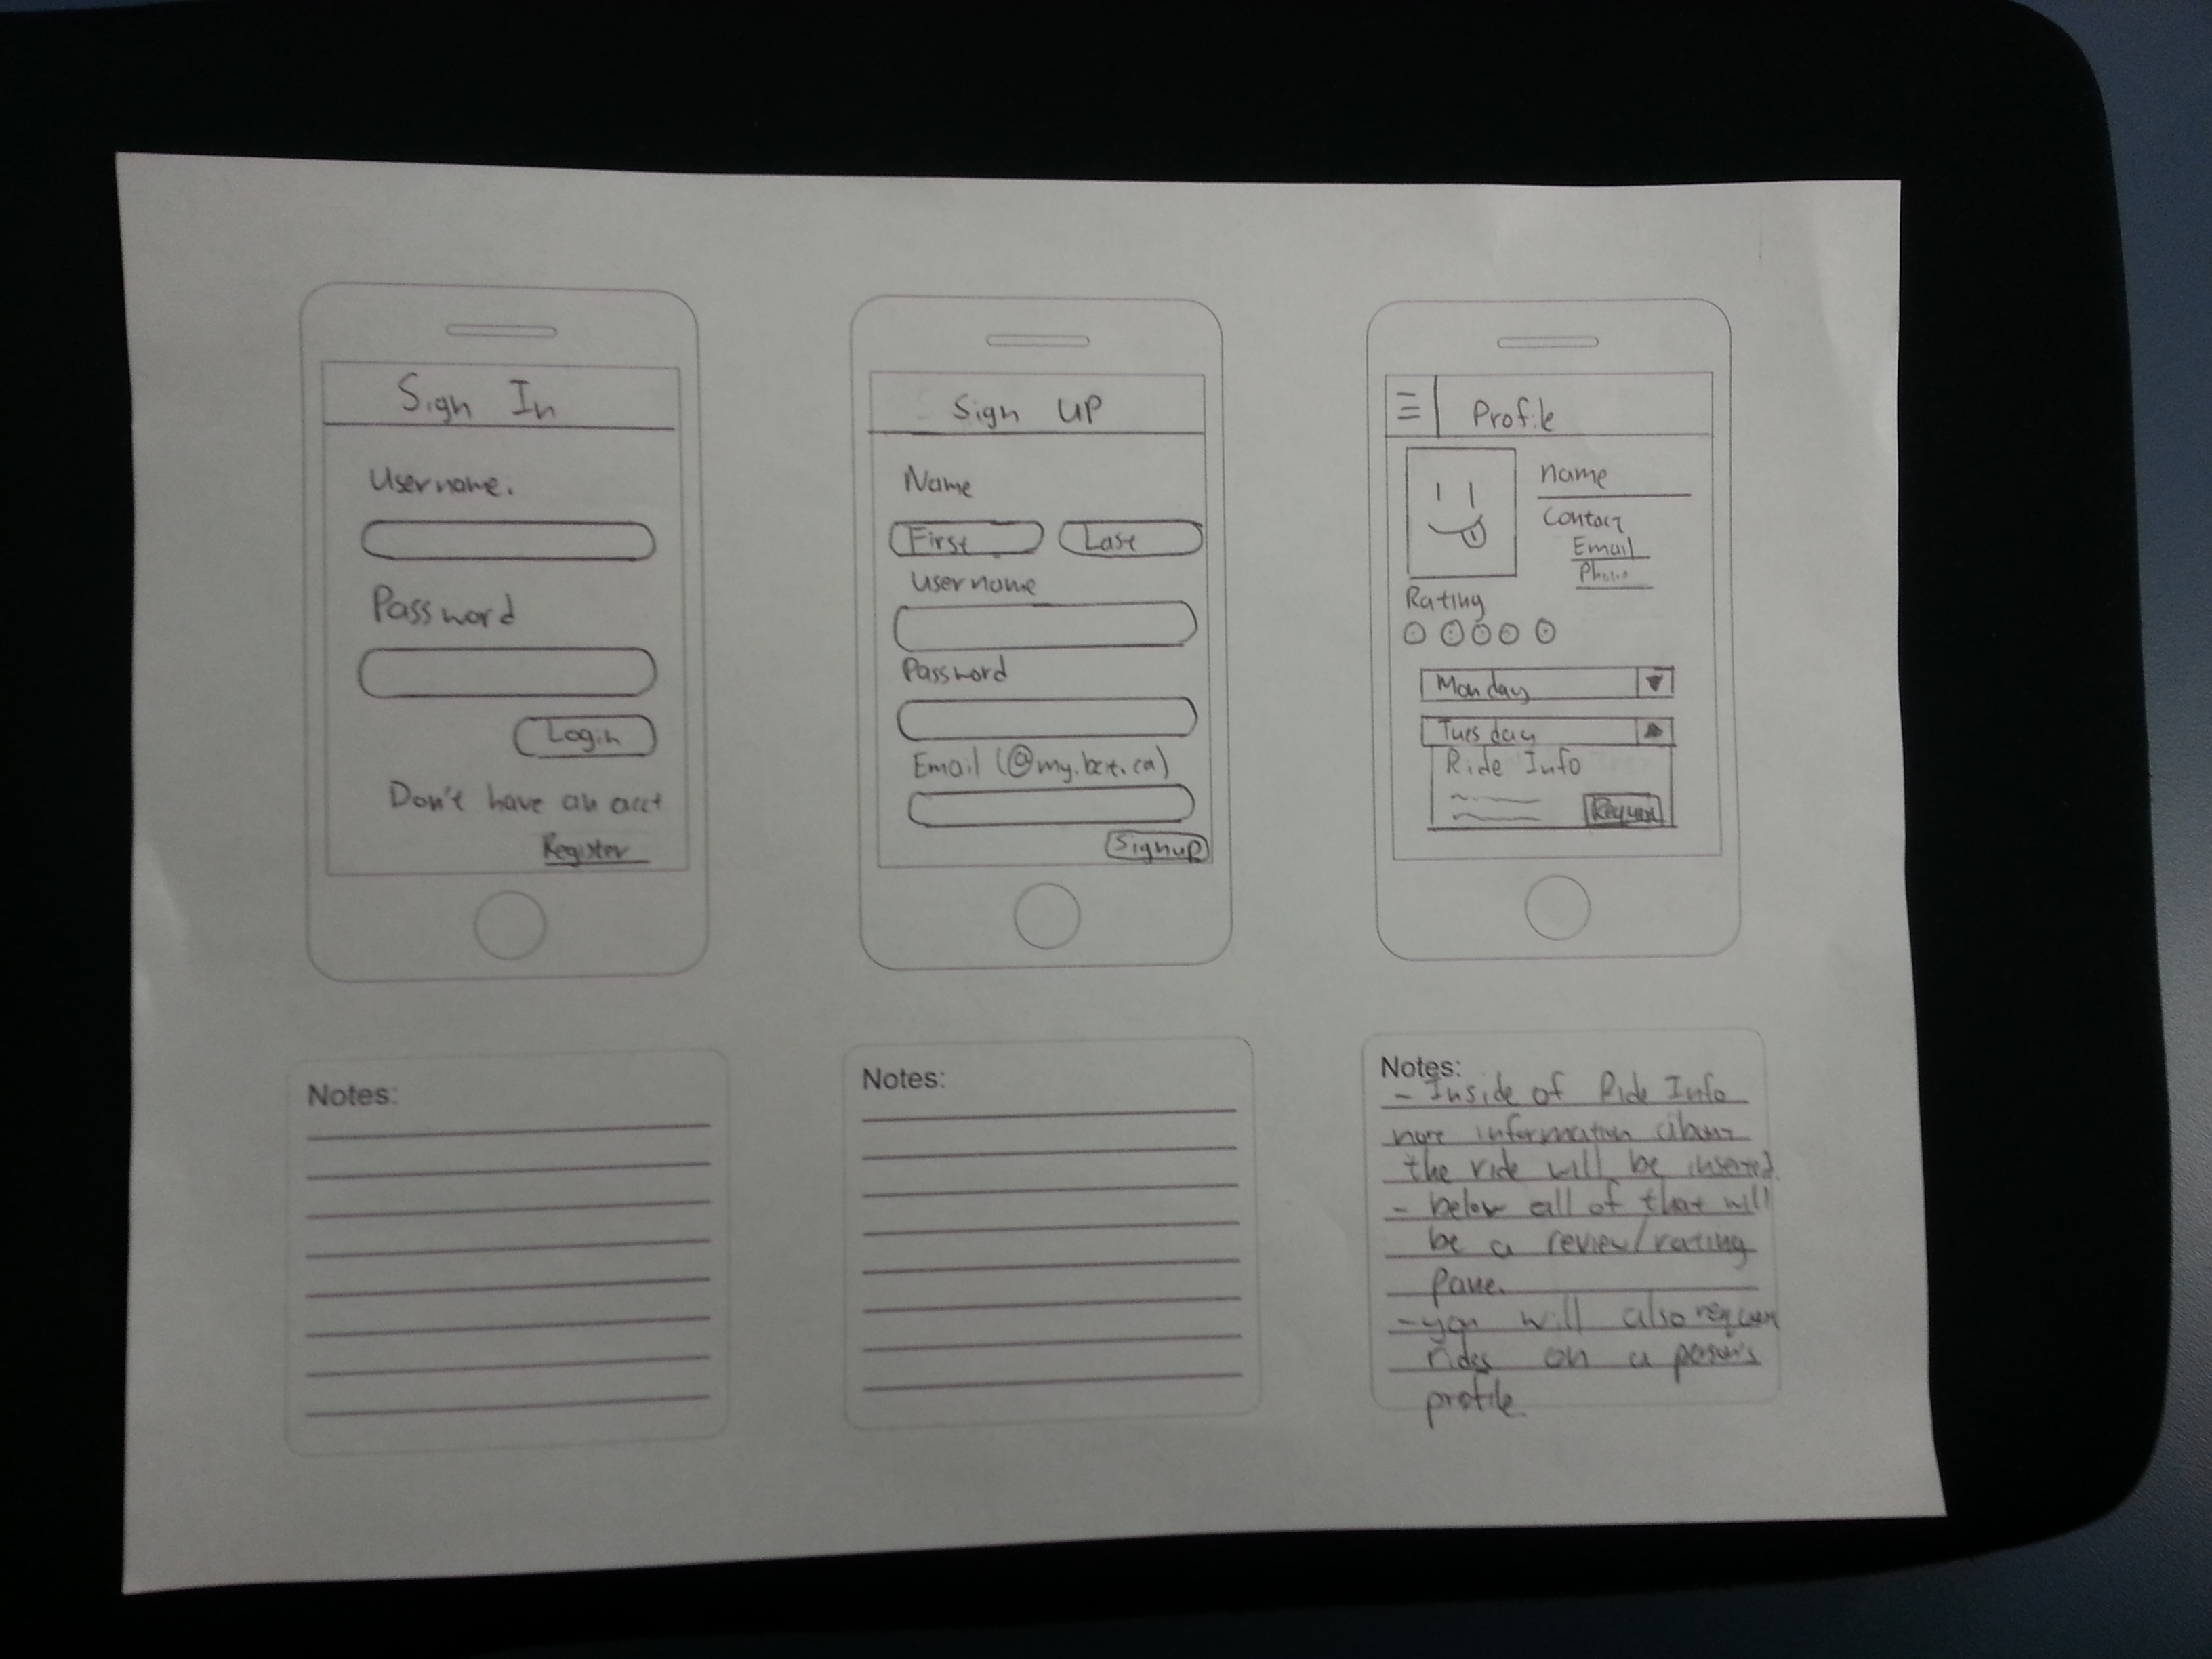 Sign In
Username.
Password
Login
Don't have an acct
Register
Sign UP
Name
First Last
Username
Password
Email (@my.bcit.ca)
Signup
Profile
name
Contact
Email
Phone
Rating
Monday
Tuesday
Ride Info
Request
Notes:
Notes:
Notes:
- Inside of Ride Info
more information about
the ride will be inserted
- below all of that will
be a review/rating
pane.
- you will also request
rides on a person's
profile.